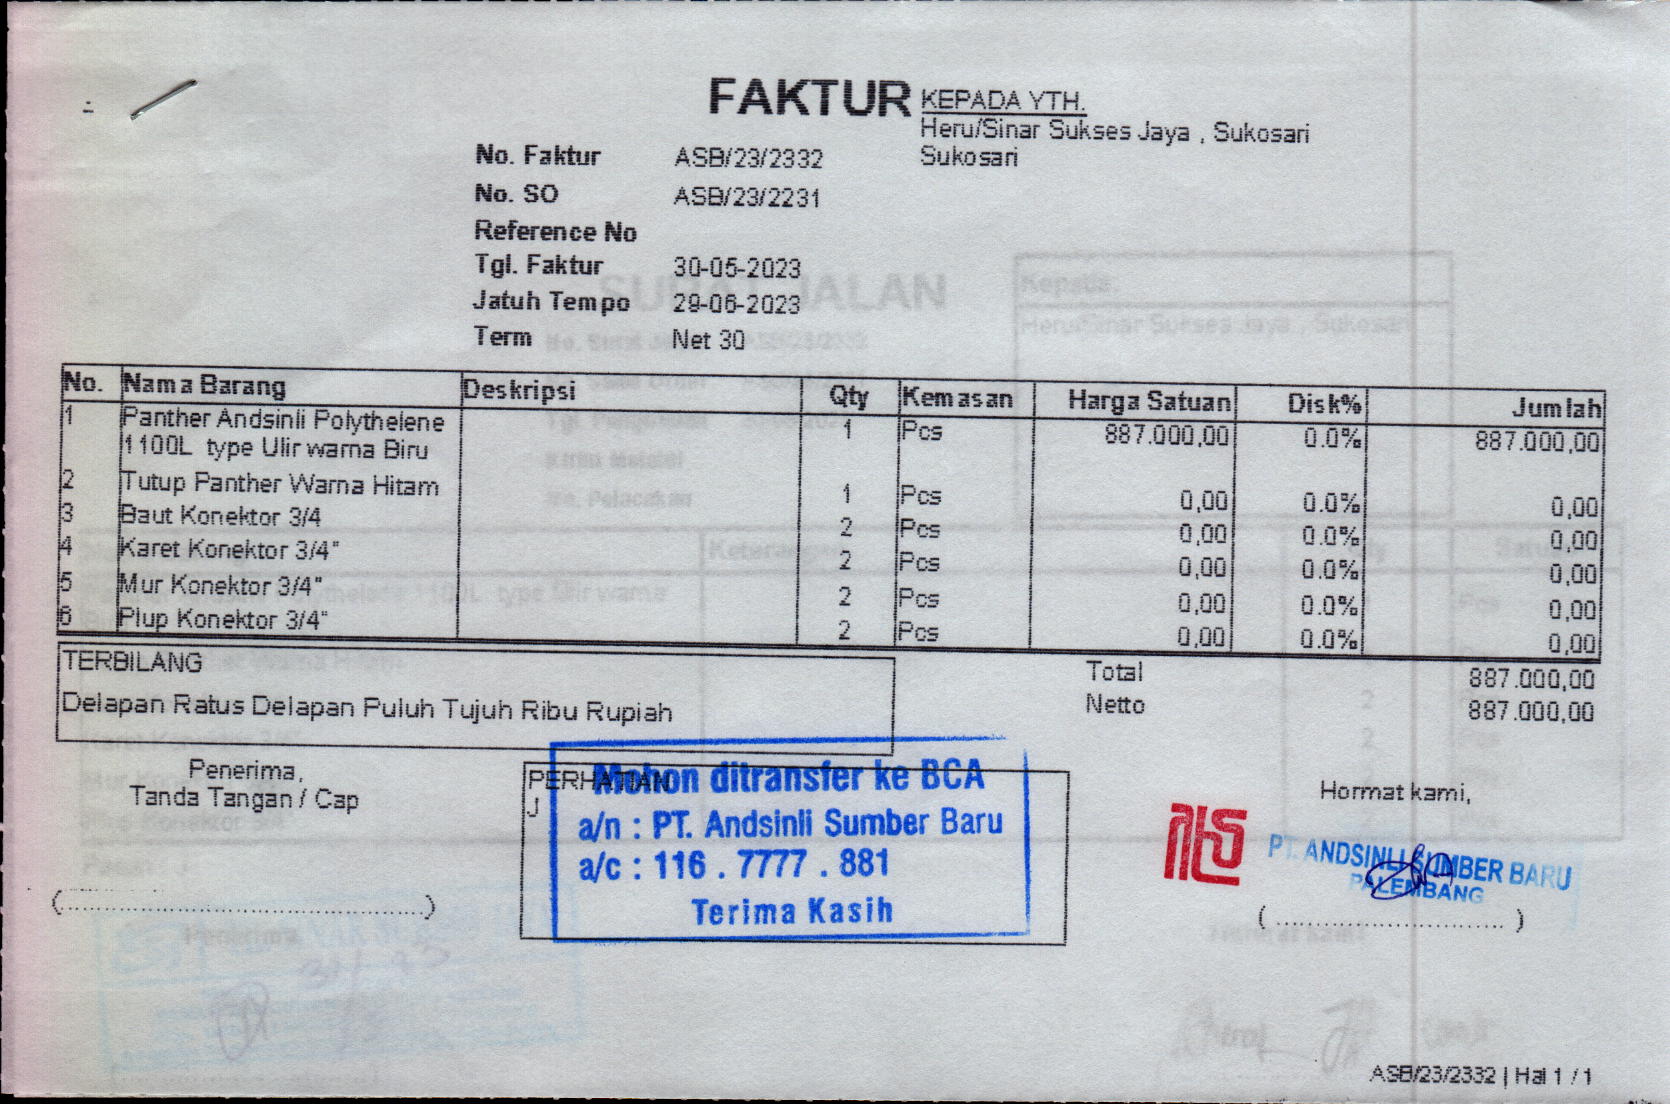 FAKTUR
KEPADA YTH.
Heru/Sinar Sukses Jaya , Sukosari
Sukosari
No. Faktur ASB/23/2332
No. SO ASB/23/2231
Reference No
Tgl. Faktur 30-05-2023
Jatuh Tempo 29-06-2023
Term Net 30
No. Nama Barang Deskripsi Qty Kemasan Harga Satuan Disk% Jumlah
1 Panther Andsinli Polythelene 1 Pcs 887.000,00 0.0% 887.000,00
1100L type Ulir warna Biru
2 Tutup Panther Warna Hitam 1 Pcs 0,00 0.0% 0,00
3 Baut Konektor 3/4 2 Pcs 0,00 0.0% 0,00
4 Karet Konektor 3/4" 2 Pcs 0,00 0.0% 0,00
5 Mur Konektor 3/4" 2 Pcs 0,00 0.0% 0,00
6 Plup Konektor 3/4" 2 Pcs 0,00 0.0% 0,00
TERBILANG
Delapan Ratus Delapan Puluh Tujuh Ribu Rupiah
Total 887.000,00
Netto 887.000,00
Penerima,
Tanda Tangan / Cap
(..........................................................)
PERHATIAN
J
Mohon ditransfer ke BCA
a/n : PT. Andsinli Sumber Baru
a/c : 116 . 7777 . 881
Terima Kasih
Hormat kami,
PT. ANDSINLI SUMBER BARU
PALEMBANG
( ..................................... )
ASB/23/2332 | Hal 1 / 1